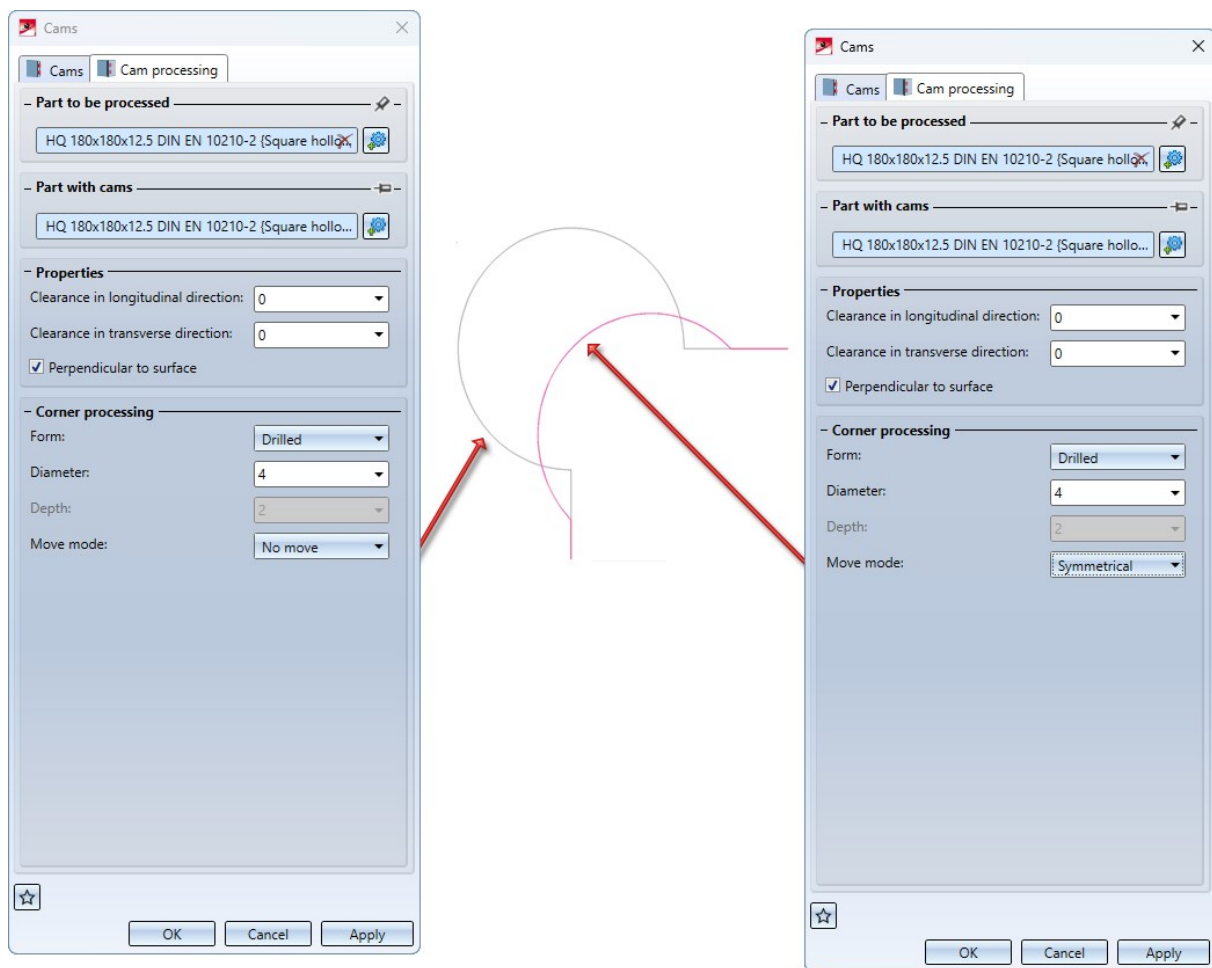 Cams
Cams Cam processing
Part to be processed
HQ 180x180x12.5 DIN EN 10210-2 {Square hollo...
Part with cams
HQ 180x180x12.5 DIN EN 10210-2 {Square hollo...
Properties
Clearance in longitudinal direction: 0
Clearance in transverse direction: 0
Perpendicular to surface
Corner processing
Form: Drilled
Diameter: 4
Depth: 2
Move mode: No move
OK Cancel Apply
Cams
Cams Cam processing
Part to be processed
HQ 180x180x12.5 DIN EN 10210-2 {Square hollo...
Part with cams
HQ 180x180x12.5 DIN EN 10210-2 {Square hollo...
Properties
Clearance in longitudinal direction: 0
Clearance in transverse direction: 0
Perpendicular to surface
Corner processing
Form: Drilled
Diameter: 4
Depth: 2
Move mode: Symmetrical
OK Cancel Apply